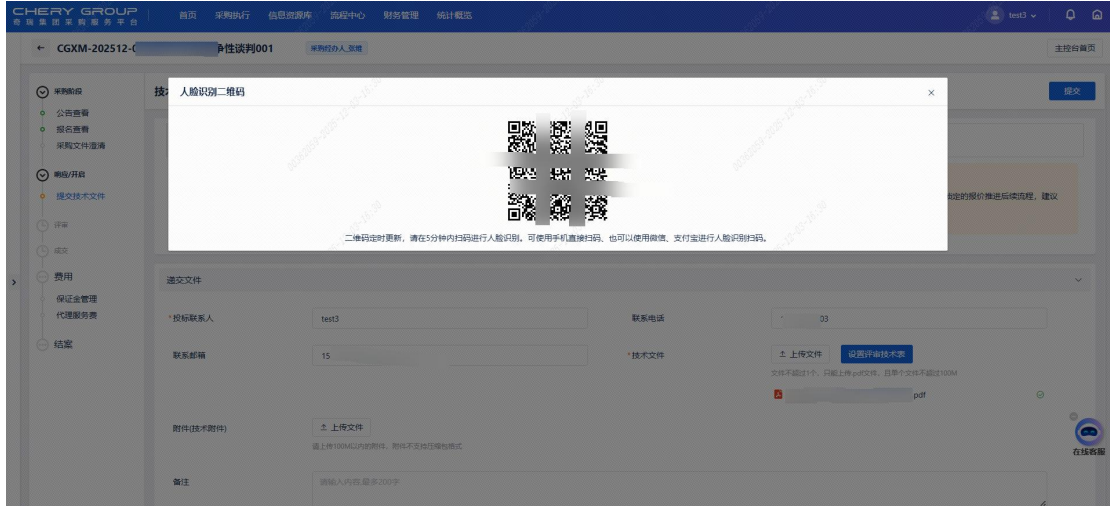 CHERY GROUP
奇瑞集团采购服务平台
首页 采购执行 信息资源库 流程中心 财务管理 统计概览
test3
← CGXM-202512-0 争性谈判001 采购经办人_张维
主控台首页
采购阶段
公告查看
报名查看
采购文件澄清
响应/开启
提交技术文件
评审
成交
费用
保证金管理
代理服务费
结案
技
提交
人脸识别二维码 ×
二维码定时更新，请在5分钟内扫码进行人脸识别。可使用手机直接扫码、也可以使用微信、支付宝进行人脸识别扫码。
定的报价推进后续流程，建议
递交文件
*投标联系人 test3 联系电话 03
联系邮箱 15 *技术文件 上传文件 设置评审技术表
文件不超过1个，只能上传pdf文件，且单个文件不超过100M
.pdf
附件(技术附件) 上传文件
请上传100M以内的附件，附件不支持压缩包格式
在线客服
备注 请输入内容,最多200字